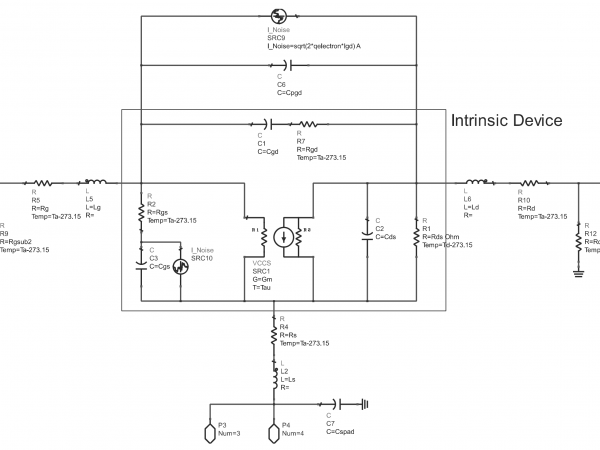 I_Noise
SRC9
I_Noise=sqrt(2*qelectron*Igd) A
C
C6
C=Cpgd
Intrinsic Device
C
C1
C=Cgd
R
R7
R=Rgd
Temp=Ta-273.15
R
R5
R=Rg
Temp=Ta-273.15
L
L5
L=Lg
R=
L
L6
L=Ld
R=
R
R10
R=Rd
Temp=Ta-273.15
R
R9
R=Rgsub2
Temp=Ta-273.15
R
R2
R=Rgs
Temp=Ta-273.15
C
C3
C=Cgs
I_Noise
SRC10
R1
R2
VCCS
SRC1
G=Gm
T=Tau
C
C2
C=Cds
R
R1
R=Rds Ohm
Temp=Td-273.15
R
R12
Temp=Ta
R
R4
R=Rs
Temp=Ta-273.15
L
L2
L=Ls
R=
P3
Num=3
P4
Num=4
C
C7
C=Cspad